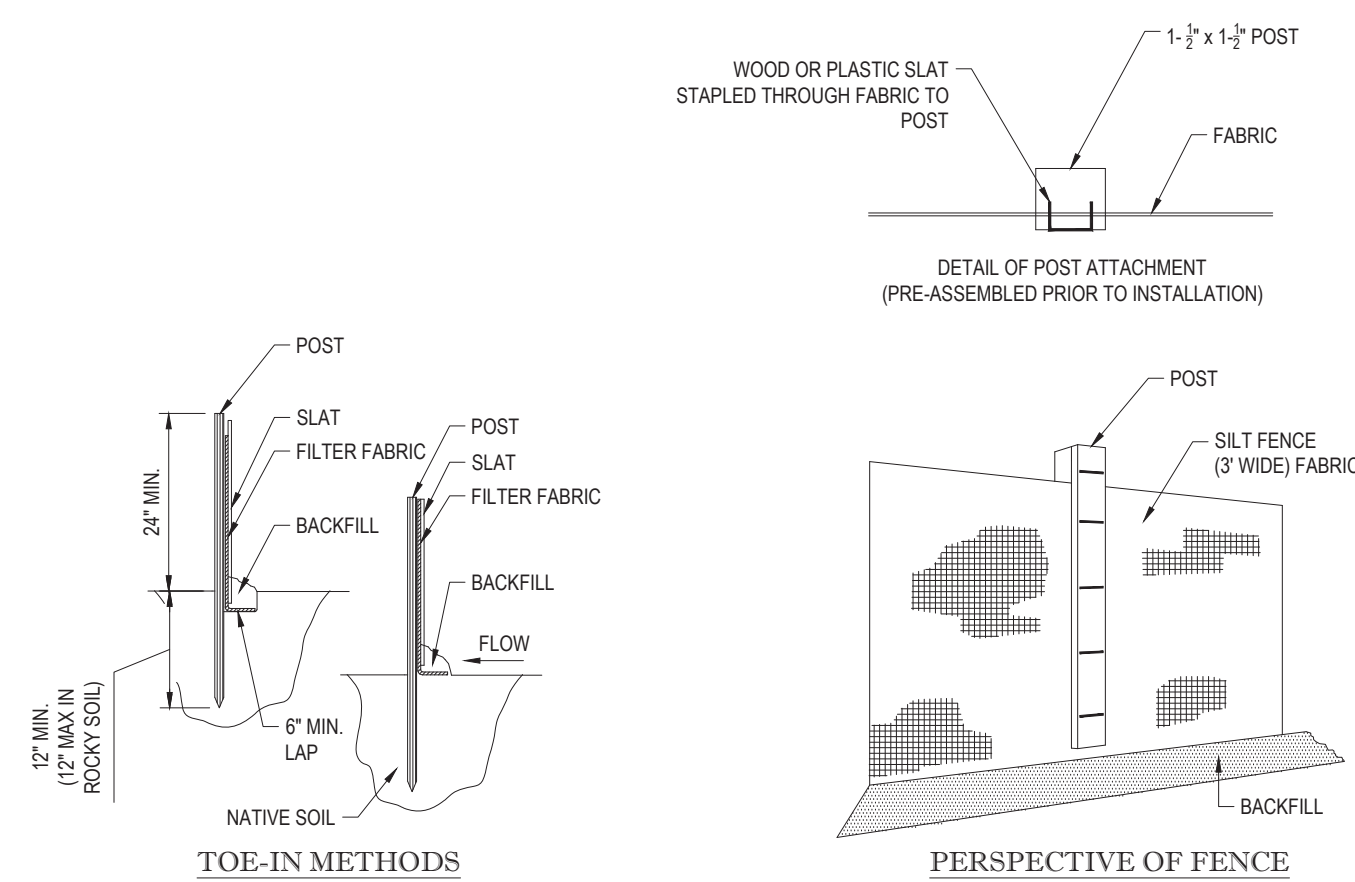 1- 1/2" x 1-1/2" POST
WOOD OR PLASTIC SLAT
STAPLED THROUGH FABRIC TO
POST
FABRIC
DETAIL OF POST ATTACHMENT
(PRE-ASSEMBLED PRIOR TO INSTALLATION)
POST
SLAT
FILTER FABRIC
BACKFILL
24" MIN.
12" MIN.
(12" MAX IN
ROCKY SOIL)
6" MIN.
LAP
POST
SLAT
FILTER FABRIC
BACKFILL
FLOW
NATIVE SOIL
TOE-IN METHODS
POST
SILT FENCE
(3' WIDE) FABRIC
BACKFILL
PERSPECTIVE OF FENCE